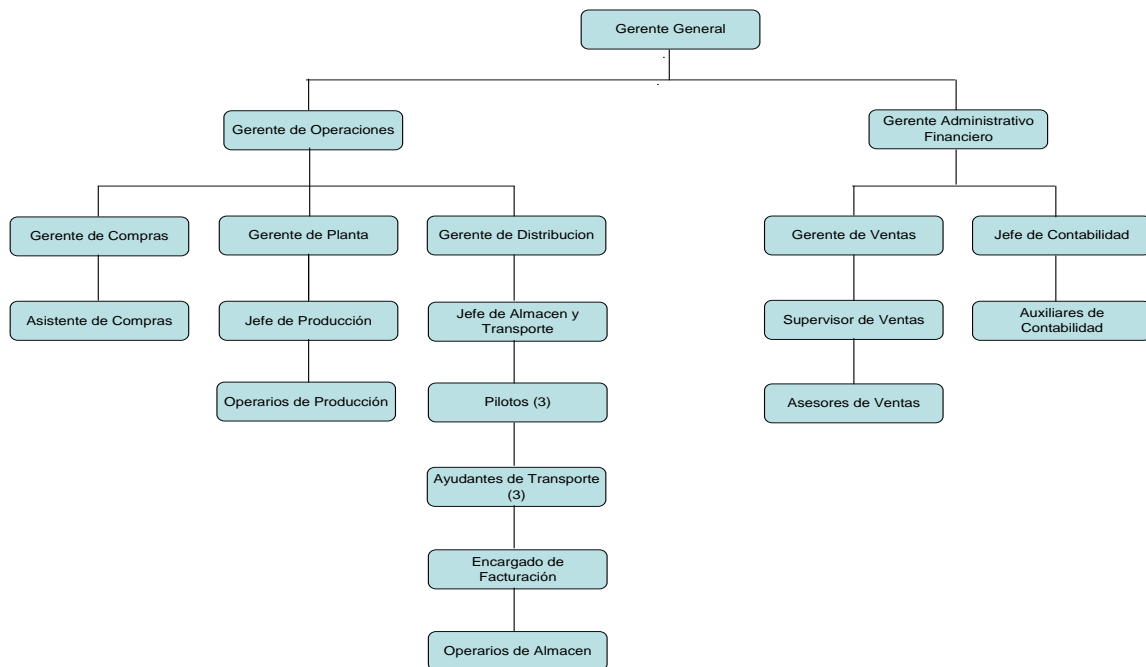 Gerente General
Gerente de Operaciones
Gerente Administrativo
Financiero
Gerente de Compras
Gerente de Planta
Gerente de Distribucion
Gerente de Ventas
Jefe de Contabilidad
Asistente de Compras
Jefe de Producción
Jefe de Almacen y
Transporte
Supervisor de Ventas
Auxiliares de
Contabilidad
Operarios de Producción
Pilotos (3)
Asesores de Ventas
Ayudantes de Transporte
(3)
Encargado de
Facturación
Operarios de Almacen